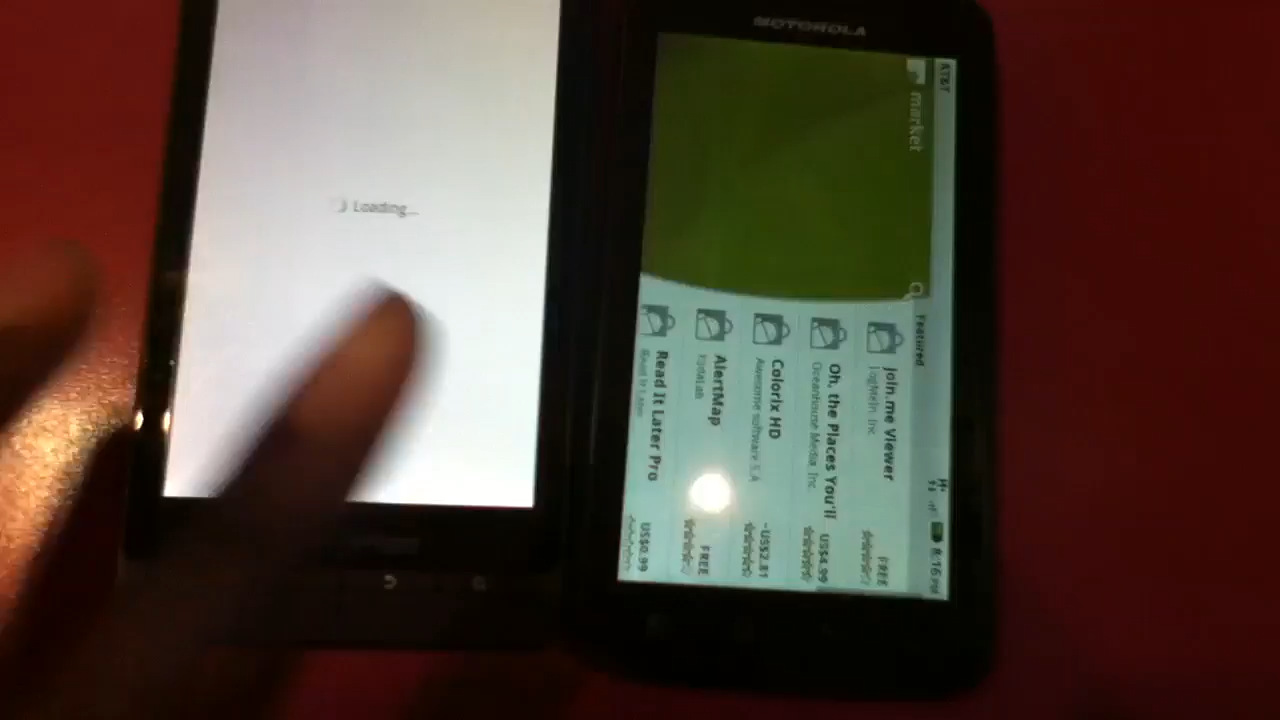 Loading...
MOTOROLA
AT&T
H+
8:16 PM
market
Featured
join.me Viewer
LogMeIn, Inc
FREE
Oh, the Places You'll
Oceanhouse Media, Inc
US$4.99
Colorix HD
Awesome software S.A
~US$2.81
AlertMap
FREE
Read It Later Pro
Read It Later
US$0.99